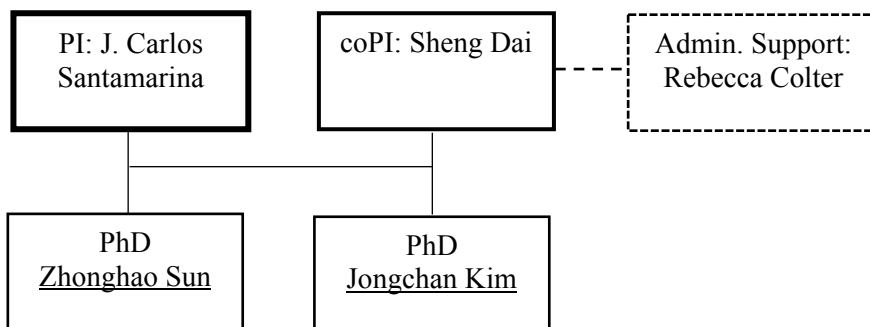 PI: J. Carlos
Santamarina
coPI: Sheng Dai
Admin. Support:
Rebecca Colter
PhD
Zhonghao Sun
PhD
Jongchan Kim